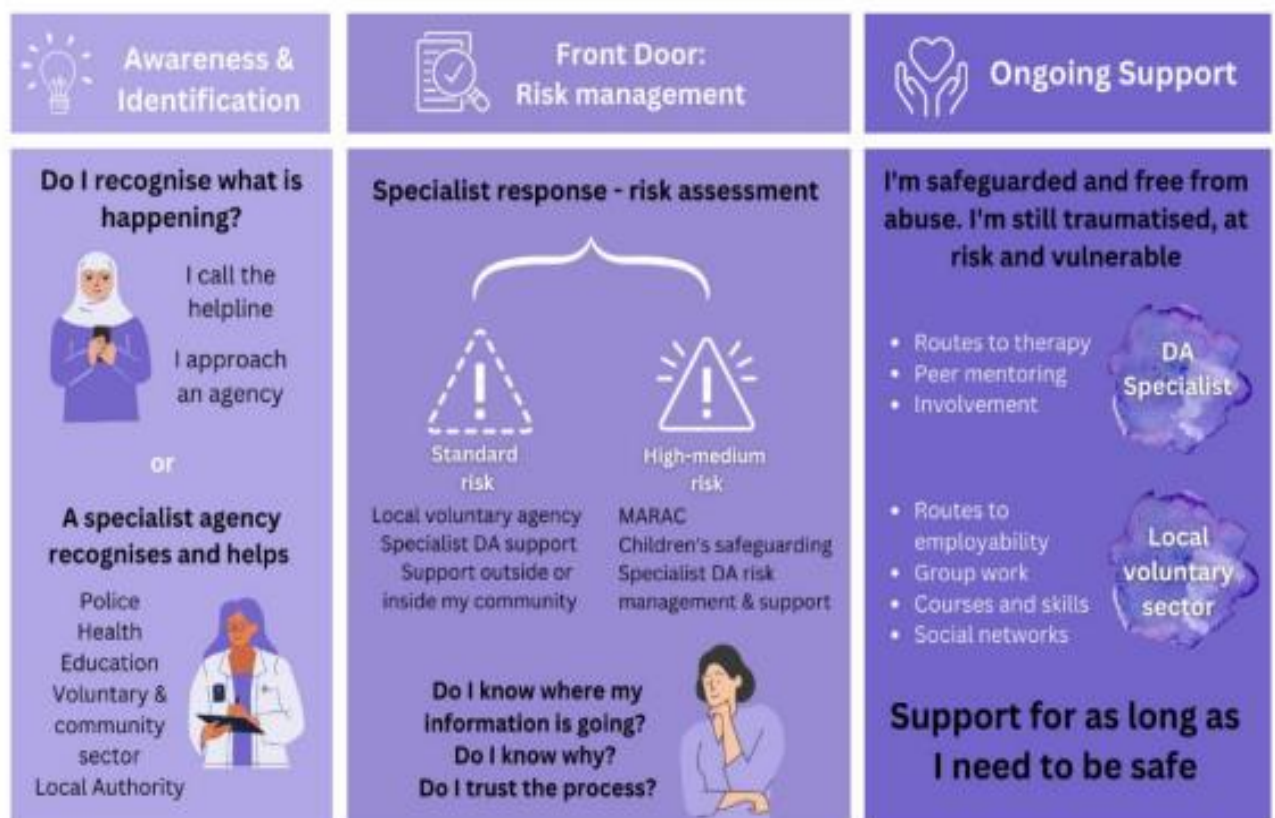 Awareness &
Identification
Do I recognise what is
happening?
I call the
helpline
I approach
an agency
or
A specialist agency
recognises and helps
Police
Health
Education
Voluntary &
community
sector
Local Authority
Front Door:
Risk management
Specialist response - risk assessment
Standard
risk
Local voluntary agency
Specialist DA support
Support outside or
inside my community
High-medium
risk
MARAC
Children's safeguarding
Specialist DA risk
management & support
Do I know where my
information is going?
Do I know why?
Do I trust the process?
Ongoing Support
I'm safeguarded and free from
abuse. I'm still traumatised, at
risk and vulnerable
• Routes to therapy
• Peer mentoring
• Involvement
DA
Specialist
• Routes to
employability
• Group work
• Courses and skills
• Social networks
Local
voluntary
sector
Support for as long as
I need to be safe